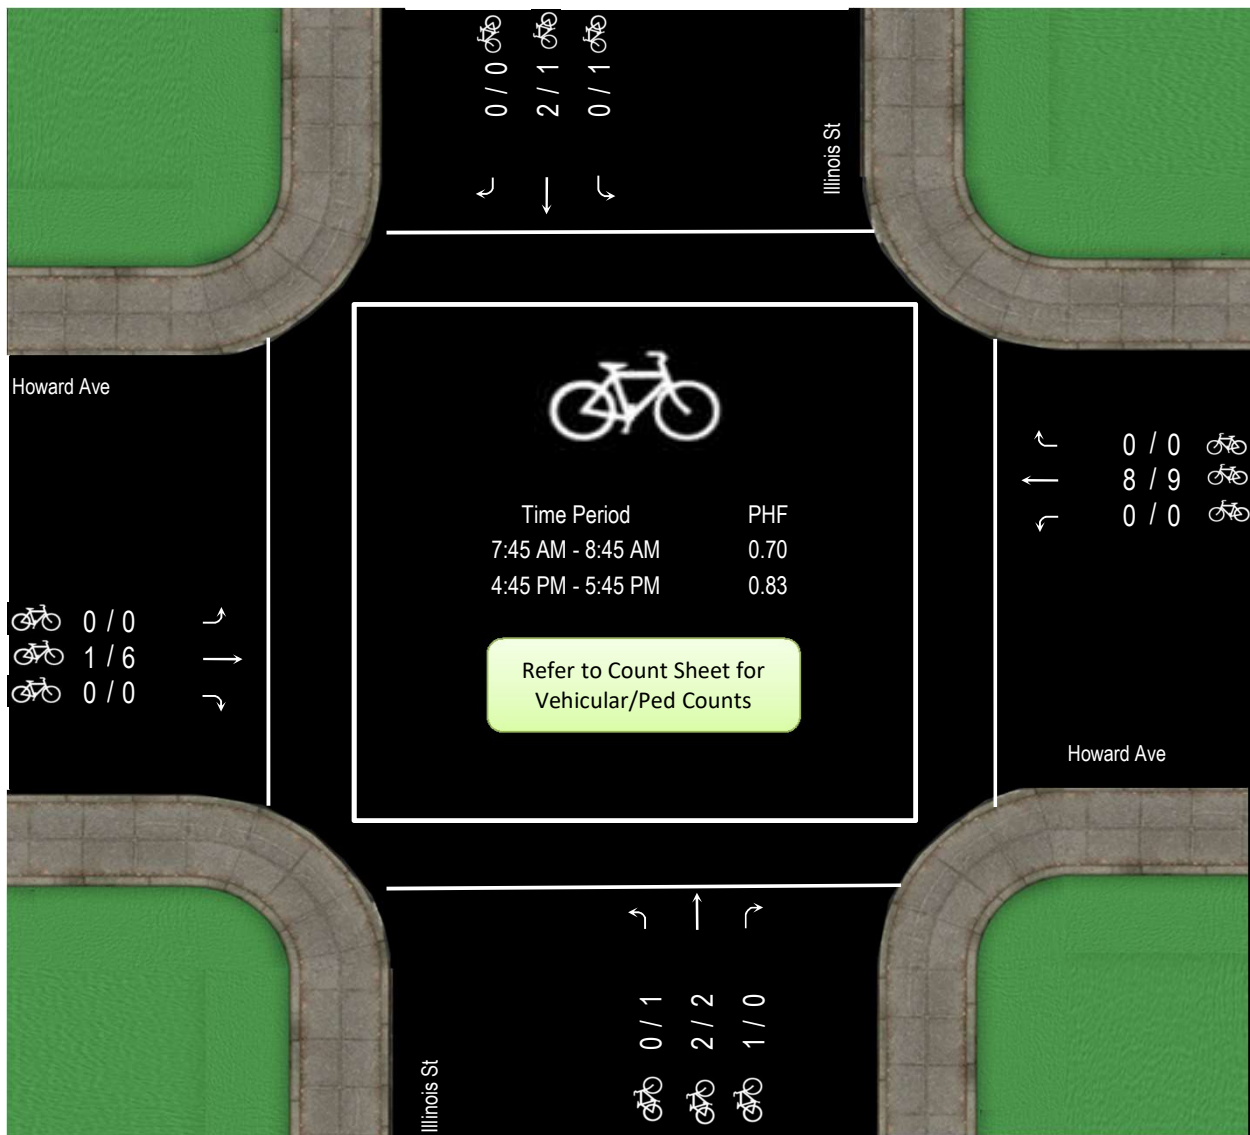 0 / 0
2 / 1
0 / 1
Illinois St
Howard Ave
0 / 0
8 / 9
0 / 0
Time Period PHF
7:45 AM - 8:45 AM 0.70
4:45 PM - 5:45 PM 0.83
0 / 0
1 / 6
0 / 0
Refer to Count Sheet for
Vehicular/Ped Counts
Howard Ave
0 / 1
2 / 2
1 / 0
Illinois St